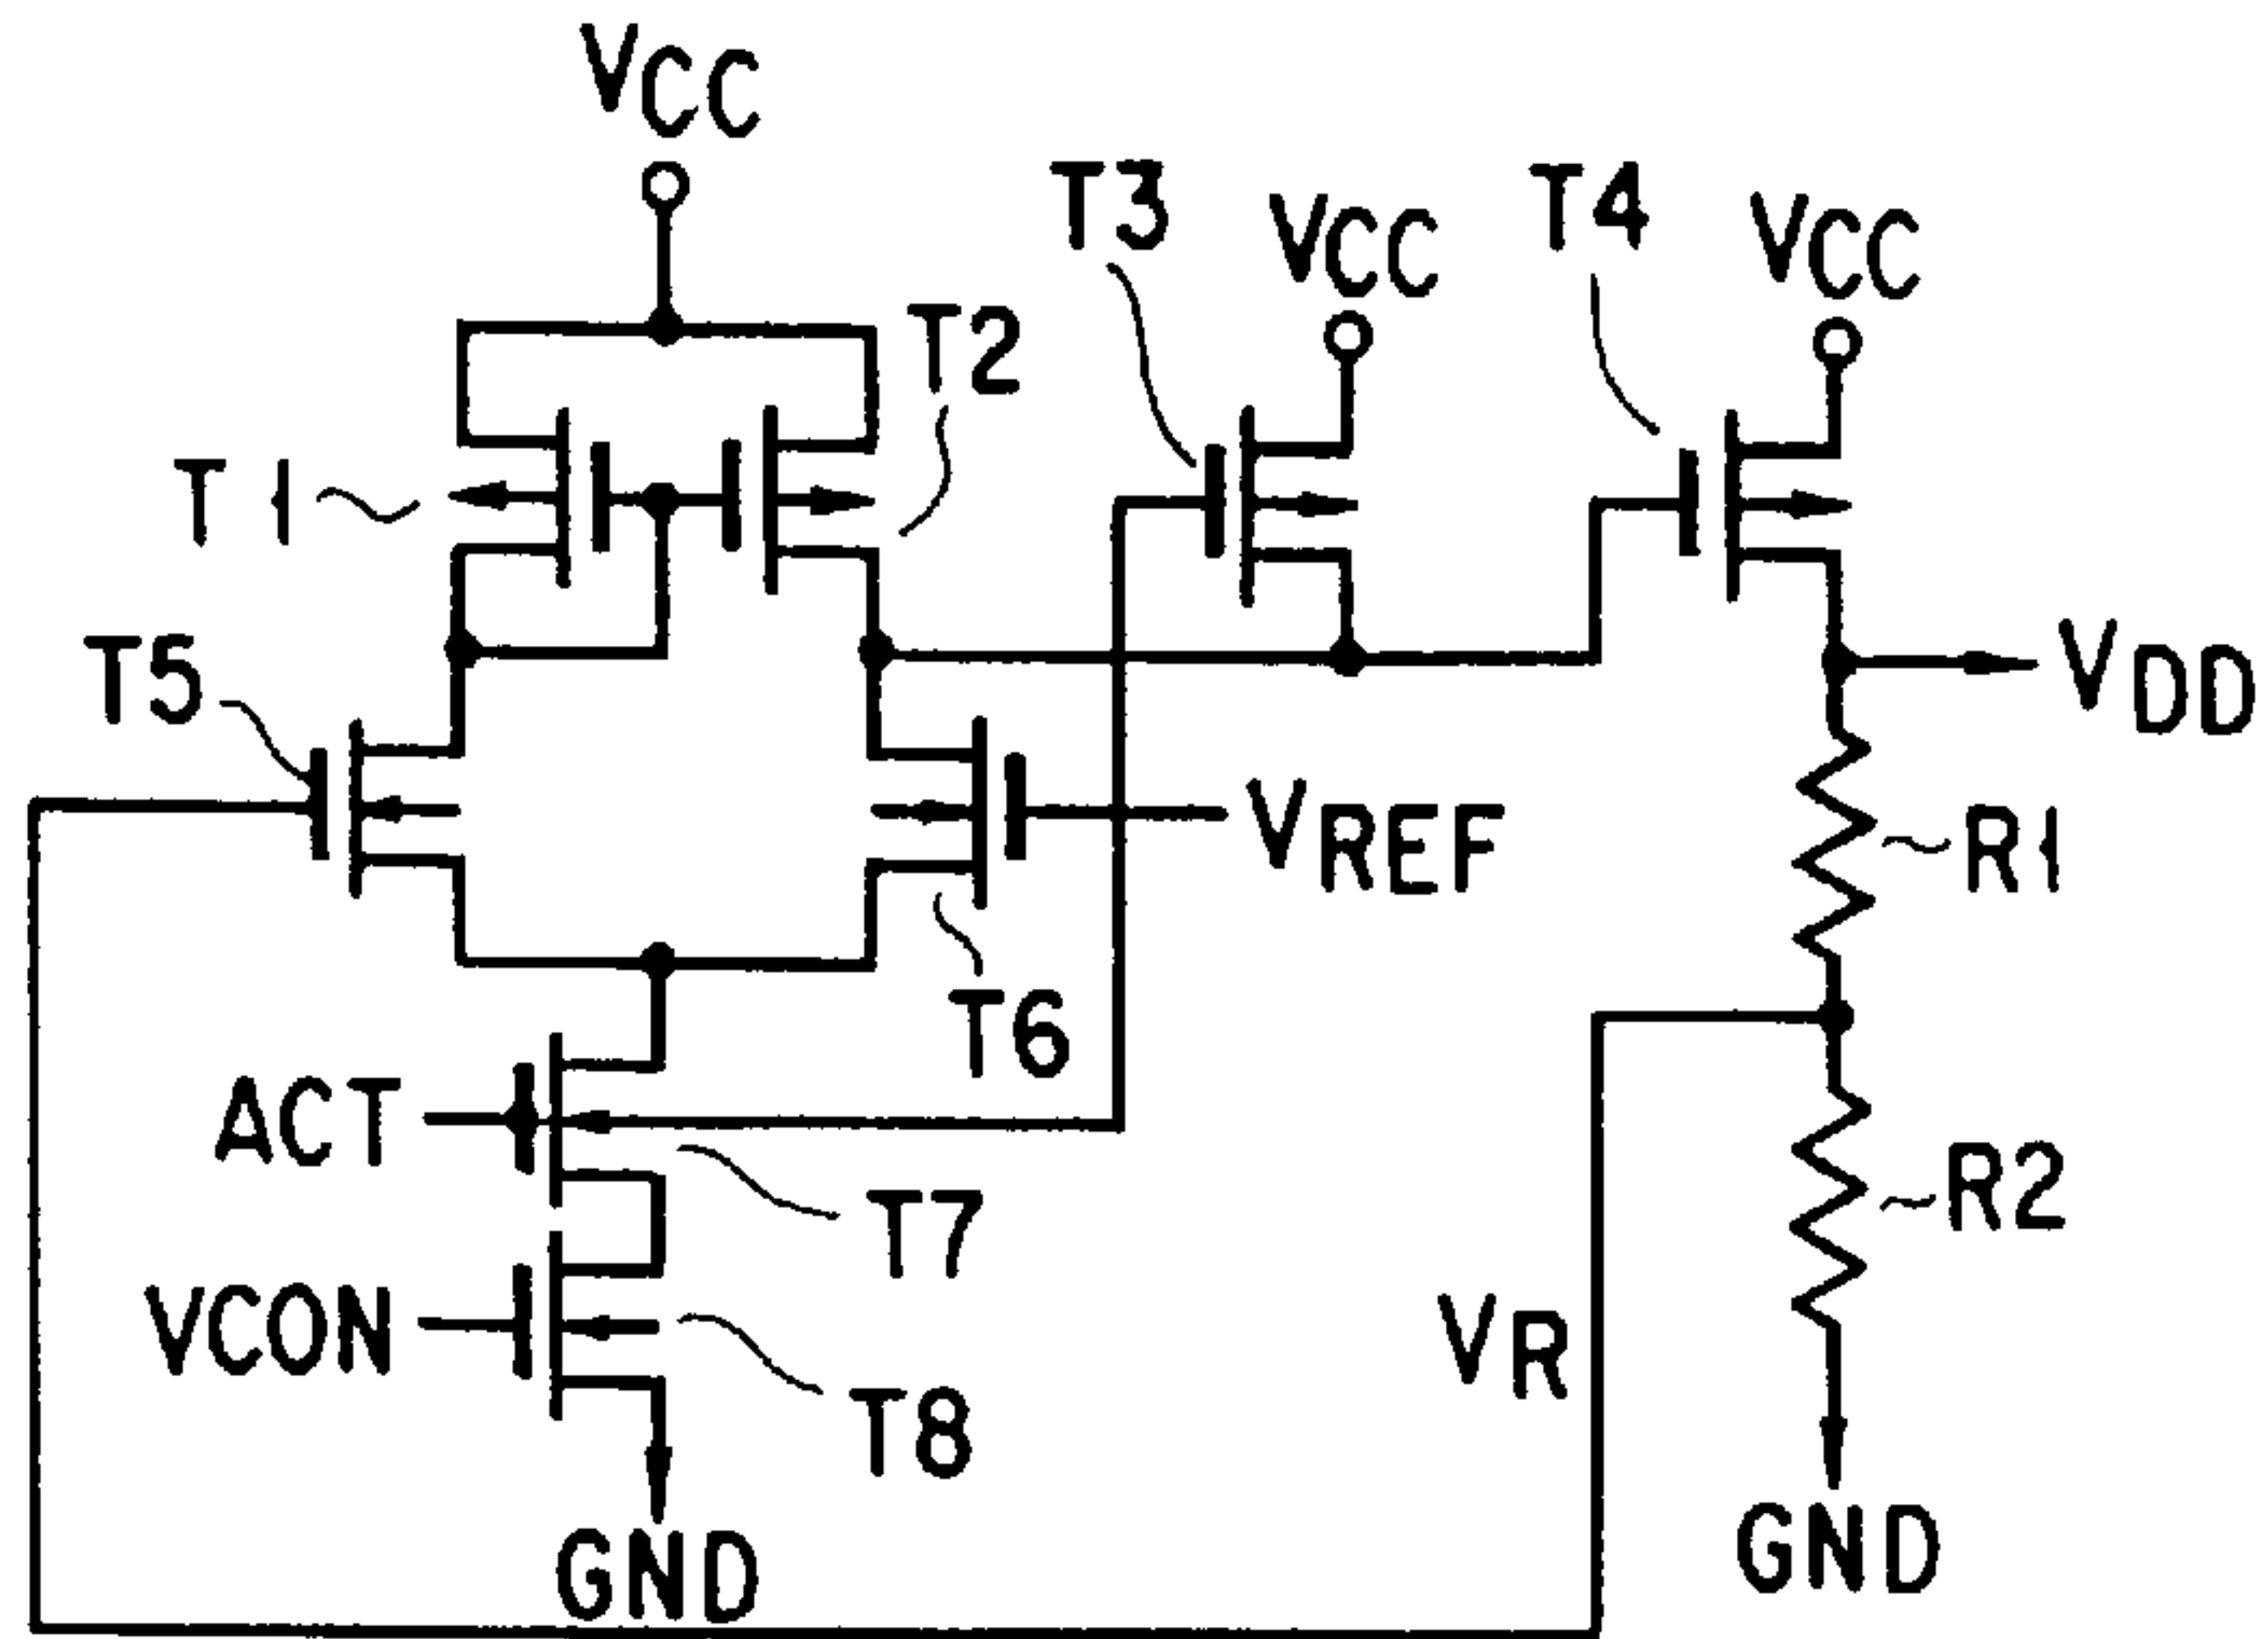 VCC
T3
VCC
T4
VCC
T2
T1
T5
VDD
VREF
R1
T6
ACT
T7
R2
VCON
VR
T8
GND
GND